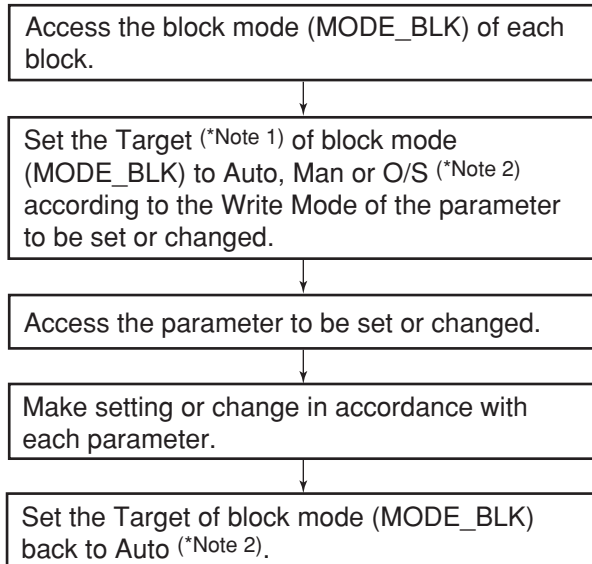 Access the block mode (MODE_BLK) of each
block.
Set the Target (*Note 1) of block mode
(MODE_BLK) to Auto, Man or O/S (*Note 2)
according to the Write Mode of the parameter
to be set or changed.
Access the parameter to be set or changed.
Make setting or change in accordance with
each parameter.
Set the Target of block mode (MODE_BLK)
back to Auto (*Note 2).